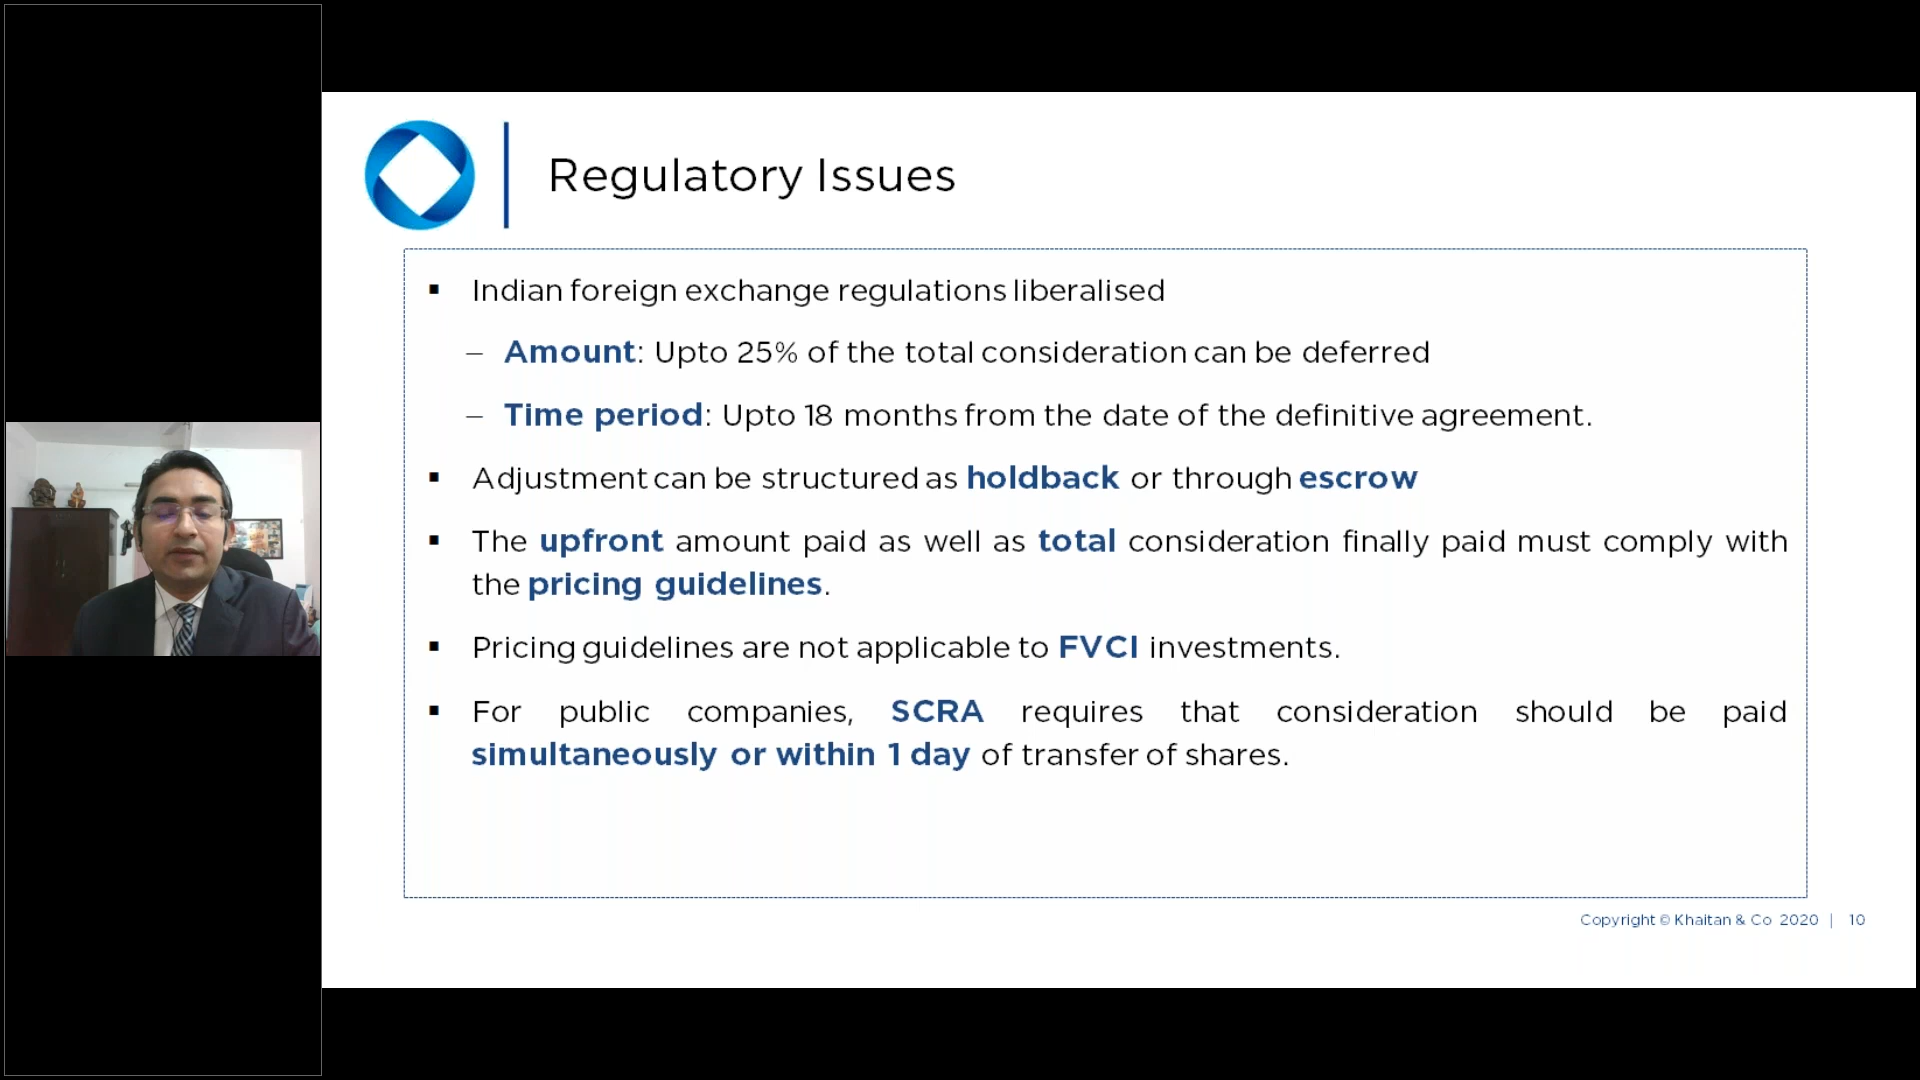 Regulatory Issues
▪ Indian foreign exchange regulations liberalised
– Amount: Upto 25% of the total consideration can be deferred
– Time period: Upto 18 months from the date of the definitive agreement.
▪ Adjustment can be structured as holdback or through escrow
▪ The upfront amount paid as well as total consideration finally paid must comply with
the pricing guidelines.
▪ Pricing guidelines are not applicable to FVCI investments.
▪ For public companies, SCRA requires that consideration should be paid
simultaneously or within 1 day of transfer of shares.
Copyright © Khaitan & Co 2020 | 10